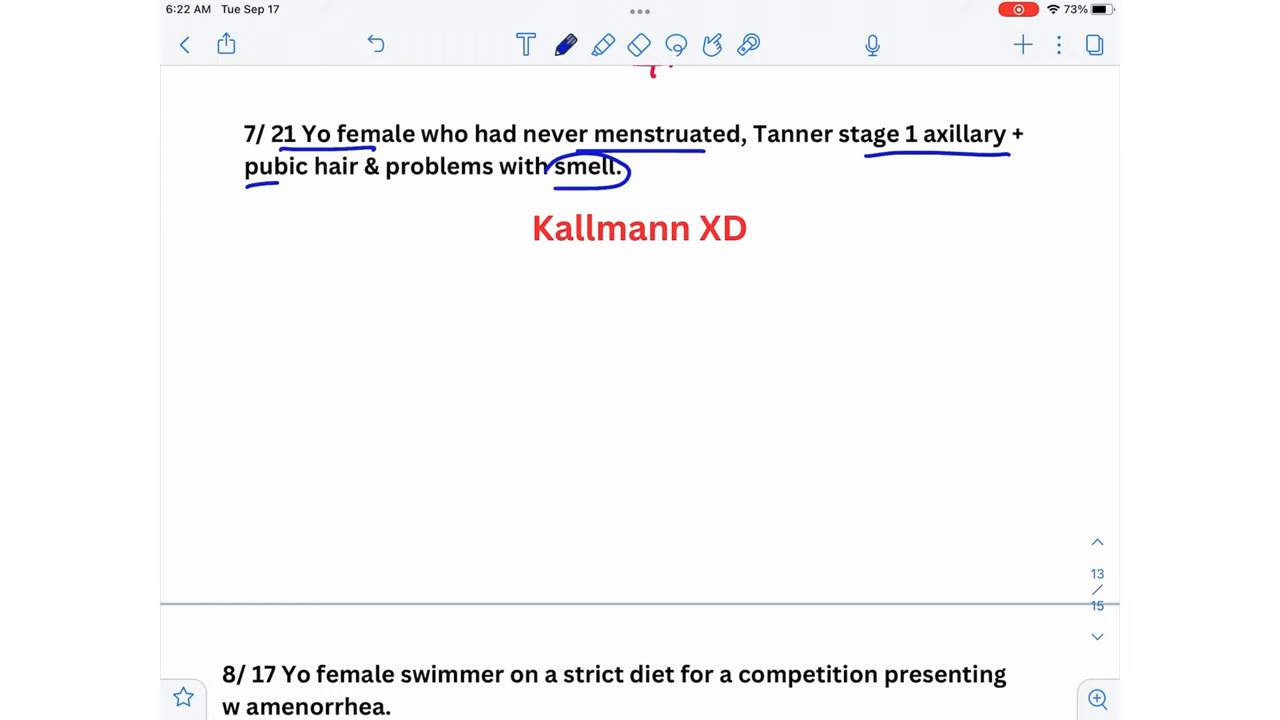 6:22 AM Tue Sep 17
73%
T
7/ 21 Yo female who had never menstruated, Tanner stage 1 axillary +
pubic hair & problems with smell.
Kallmann XD
13
/
15
8/ 17 Yo female swimmer on a strict diet for a competition presenting
w amenorrhea.